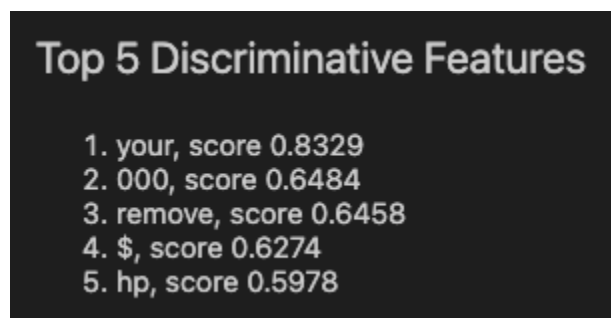 Top 5 Discriminative Features
1. your, score 0.8329
2. 000, score 0.6484
3. remove, score 0.6458
4. $, score 0.6274
5. hp, score 0.5978